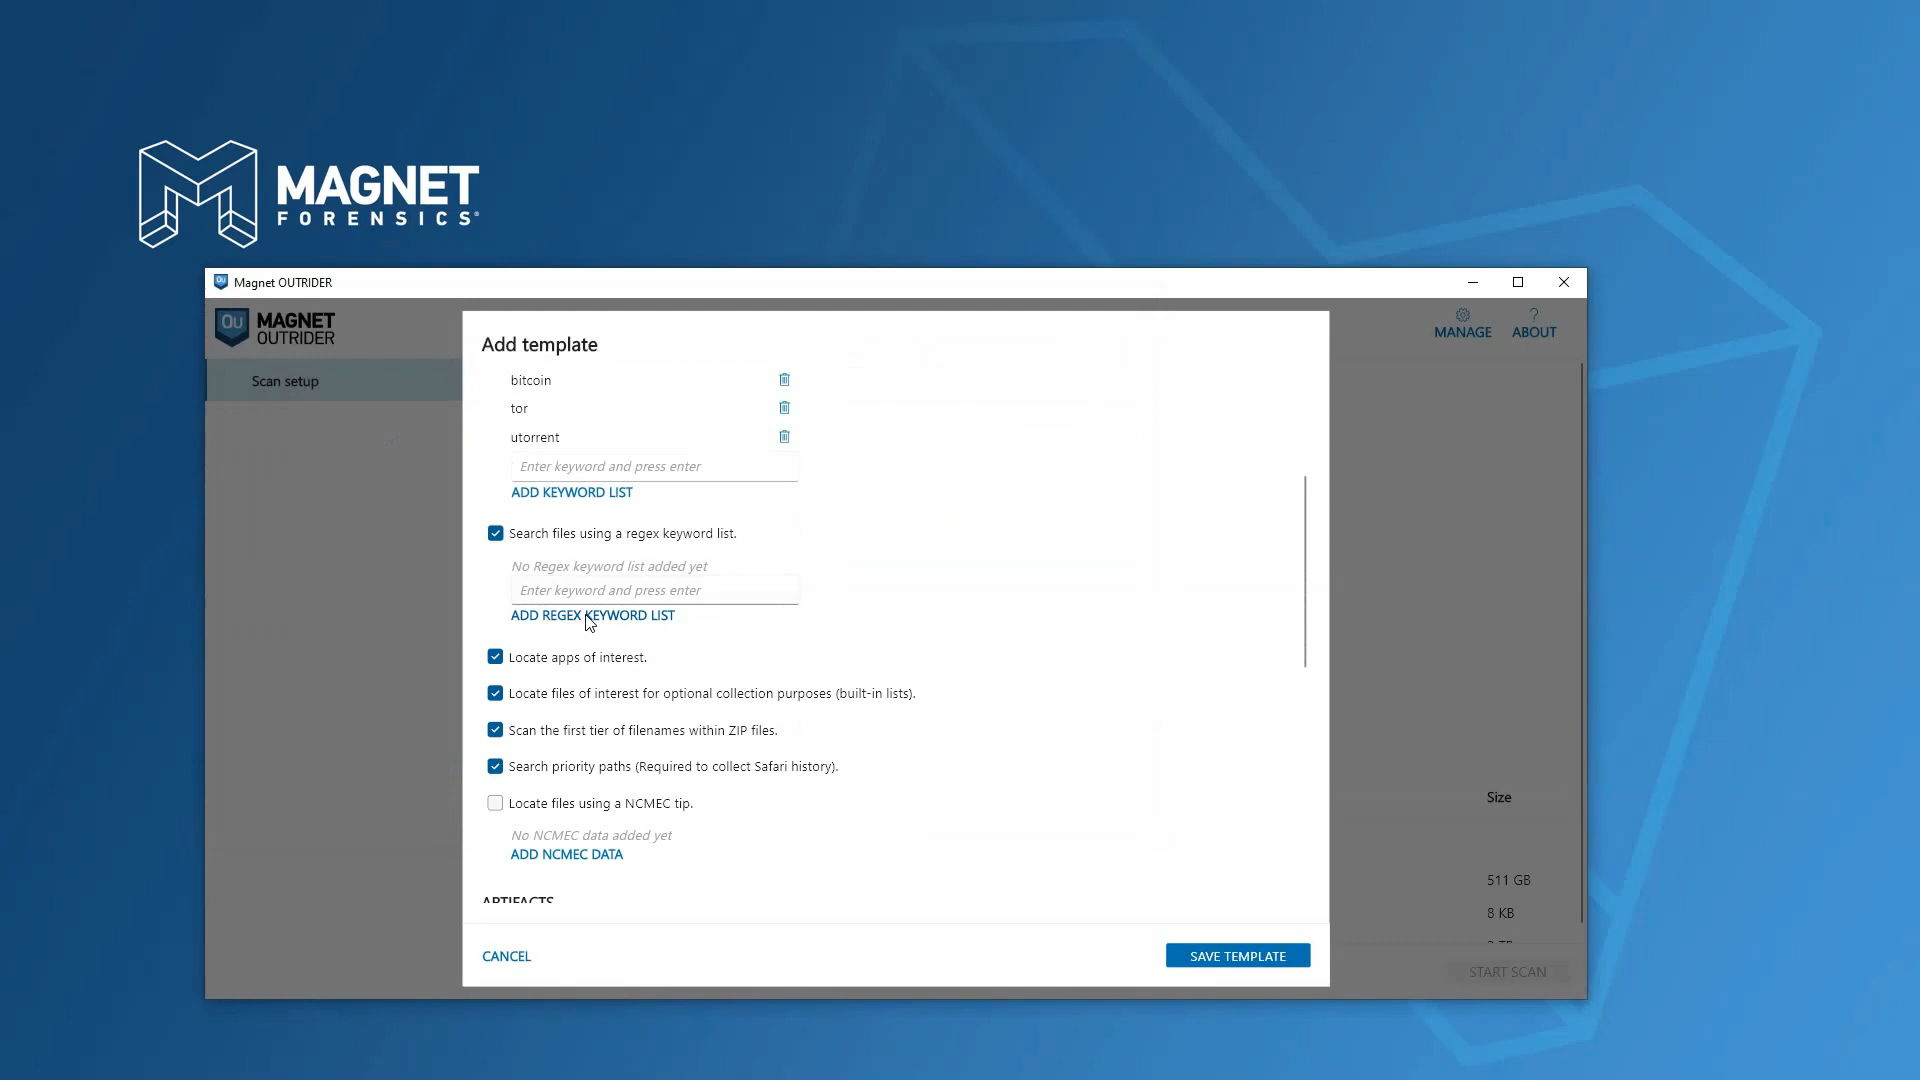 MAGNET
FORENSICS®
Magnet OUTRIDER
OU MAGNET OUTRIDER
MANAGE
ABOUT
Scan setup
Add template
bitcoin
tor
utorrent
Enter keyword and press enter
ADD KEYWORD LIST
Search files using a regex keyword list.
No Regex keyword list added yet
Enter keyword and press enter
ADD REGEX KEYWORD LIST
Locate apps of interest.
Locate files of interest for optional collection purposes (built-in lists).
Scan the first tier of filenames within ZIP files.
Search priority paths (Required to collect Safari history).
Locate files using a NCMEC tip.
No NCMEC data added yet
ADD NCMEC DATA
ARTIFACTS
Size
511 GB
8 KB
CANCEL
SAVE TEMPLATE
START SCAN